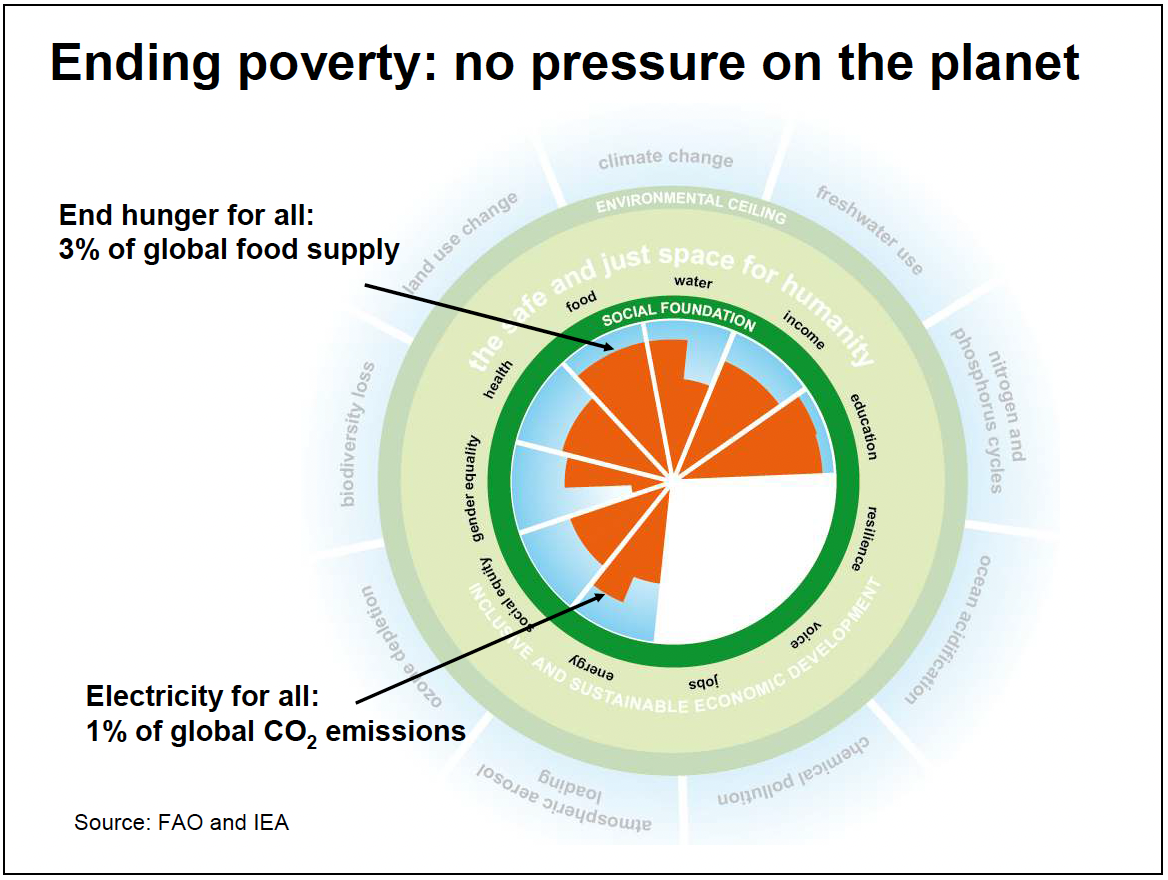 Ending poverty: no pressure on the planet
End hunger for all:
3% of global food supply
climate change
freshwater use
nitrogen and
phosphorus cycles
ocean acidification
chemical pollution
atmospheric aerosol
loading
ozone depletion
biodiversity loss
land use change
ENVIRONMENTAL CEILING
the safe and just space for humanity
water
income
education
resilience
voice
jobs
energy
social equity
gender equality
health
food
SOCIAL FOUNDATION
INCLUSIVE AND SUSTAINABLE ECONOMIC DEVELOPMENT
Electricity for all:
1% of global CO2 emissions
Source: FAO and IEA